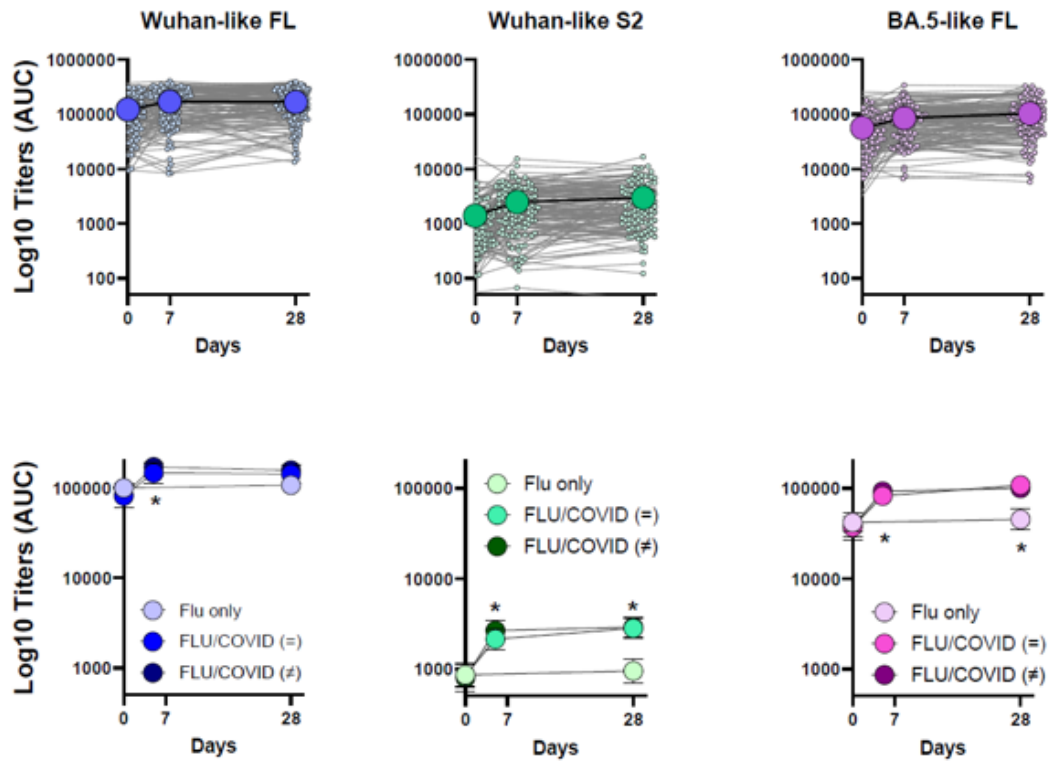 Wuhan-like FL
Wuhan-like S2
BA.5-like FL
Log10 Titers (AUC)
1000000
100000
10000
1000
100
0 7 28
Days
1000000
100000
10000
1000
100
0 7 28
Days
1000000
100000
10000
1000
100
0 7 28
Days
Log10 Titers (AUC)
100000
10000
1000
*
Flu only
FLU/COVID (=)
FLU/COVID (≠)
0 7 28
Days
100000
10000
1000
Flu only
FLU/COVID (=)
FLU/COVID (≠)
* *
0 7 28
Days
100000
10000
1000
* *
Flu only
FLU/COVID (=)
FLU/COVID (≠)
0 7 28
Days